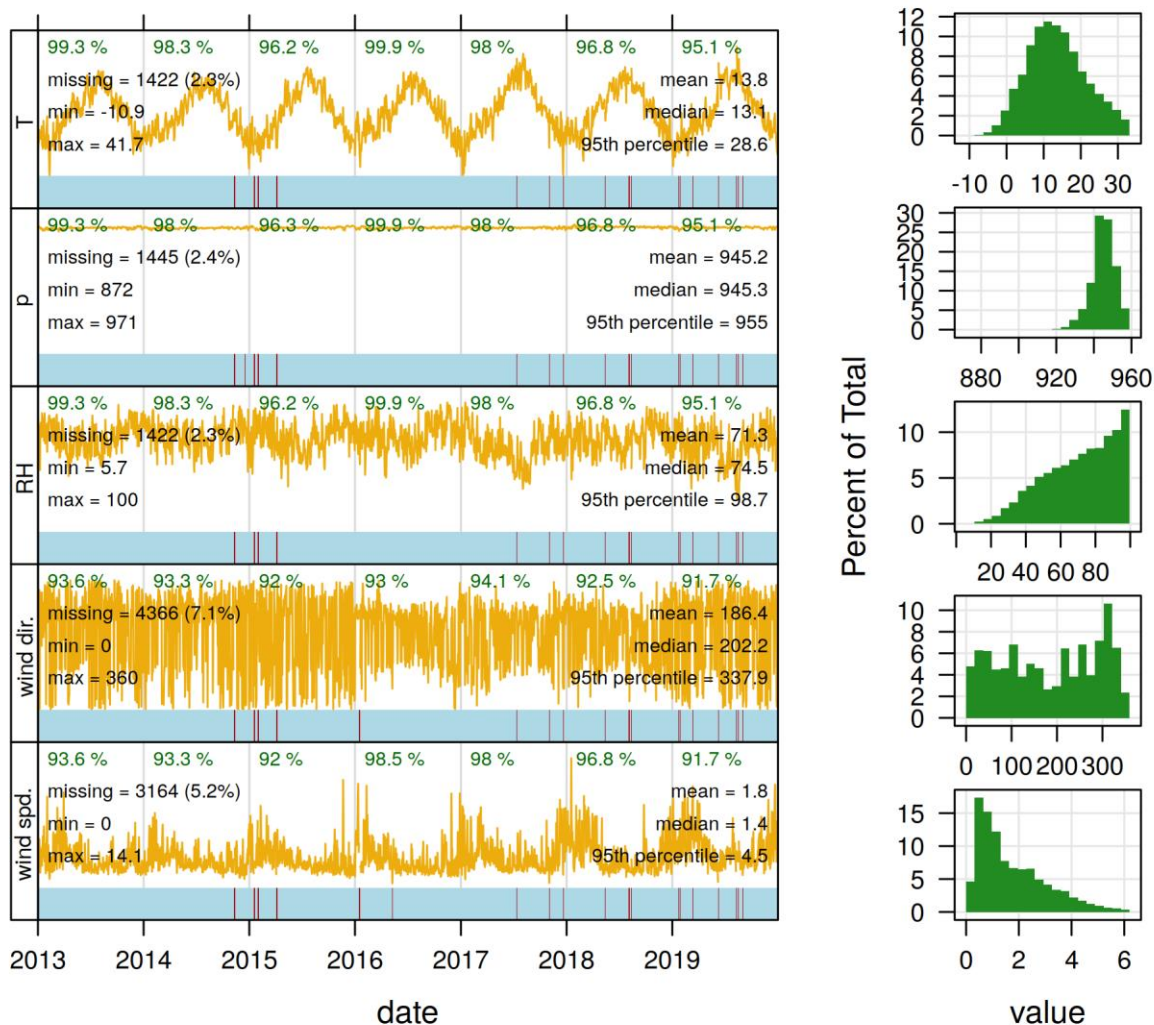 99.3 % 98.3 % 96.2 % 99.9 % 98 % 96.8 % 95.1 %
missing = 1422 (2.3%) mean = 13.8
min = -10.9 median = 13.1
max = 41.7 95th percentile = 28.6
T
99.3 % 98 % 96.3 % 99.9 % 98 % 96.8 % 95.1 %
missing = 1445 (2.4%) mean = 945.2
min = 872 median = 945.3
max = 971 95th percentile = 955
p
99.3 % 98.3 % 96.2 % 99.9 % 98 % 96.8 % 95.1 %
missing = 1422 (2.3%) mean = 71.3
min = 5.7 median = 74.5
max = 100 95th percentile = 98.7
RH
93.6 % 93.3 % 92 % 93 % 94.1 % 92.5 % 91.7 %
missing = 4366 (7.1%) mean = 186.4
min = 0 median = 202.2
max = 360 95th percentile = 337.9
wind dir.
93.6 % 93.3 % 92 % 98.5 % 98 % 96.8 % 91.7 %
missing = 3164 (5.2%) mean = 1.8
min = 0 median = 1.4
max = 14.1 95th percentile = 4.5
wind spd.
2013 2014 2015 2016 2017 2018 2019
date
Percent of Total
12
10
8
6
4
2
0
-10 0 10 20 30
30
25
20
15
10
5
0
880 920 960
10
5
0
20 40 60 80
10
8
6
4
2
0
0 100 200 300
15
10
5
0
0 2 4 6
value